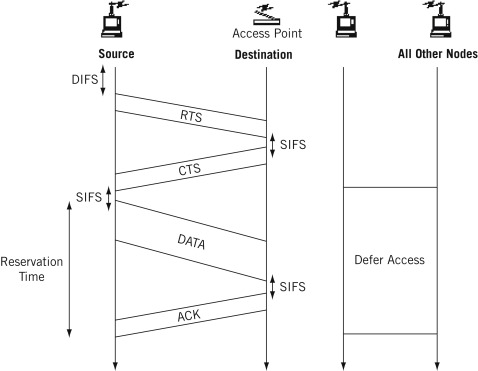 Access Point
Source
Destination
All Other Nodes
DIFS
RTS
SIFS
CTS
SIFS
DATA
Reservation
Time
Defer Access
SIFS
ACK